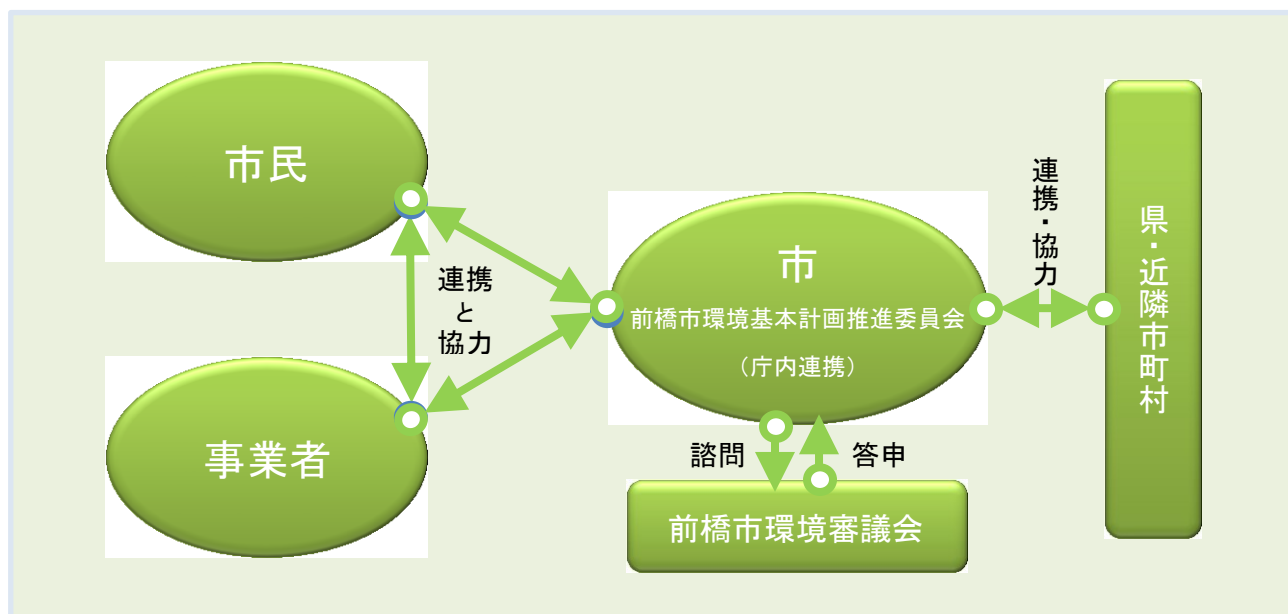 市民
事業者
連携
と
協力
市
前橋市環境基本計画推進委員会
（庁内連携）
諮問
答申
前橋市環境審議会
連携・協力
県・近隣市町村